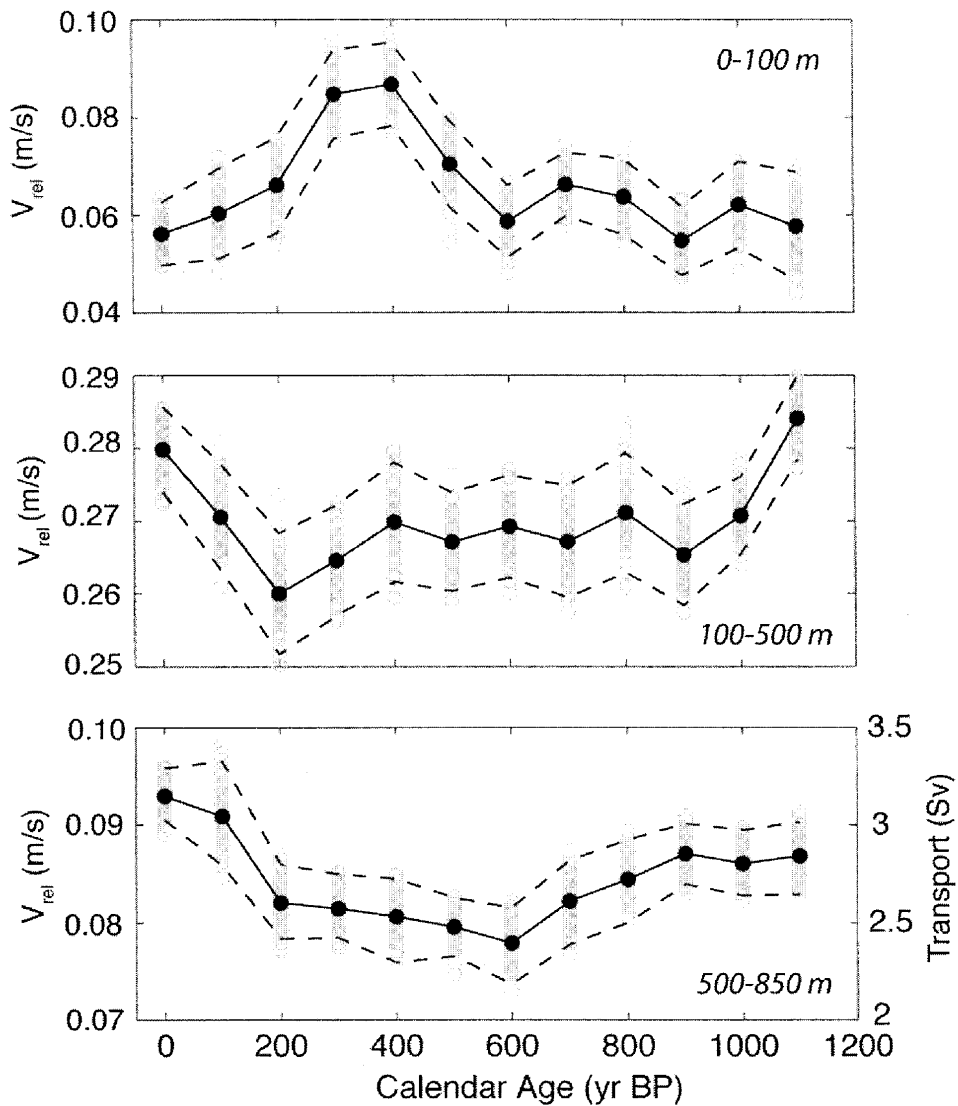 0.10
0.08
0.06
0.04
V_rel (m/s)
0-100 m
0.29
0.28
0.27
0.26
0.25
V_rel (m/s)
100-500 m
0.10
0.09
0.08
0.07
V_rel (m/s)
3.5
3
2.5
2
Transport (Sv)
500-850 m
0 200 400 600 800 1000 1200
Calendar Age (yr BP)